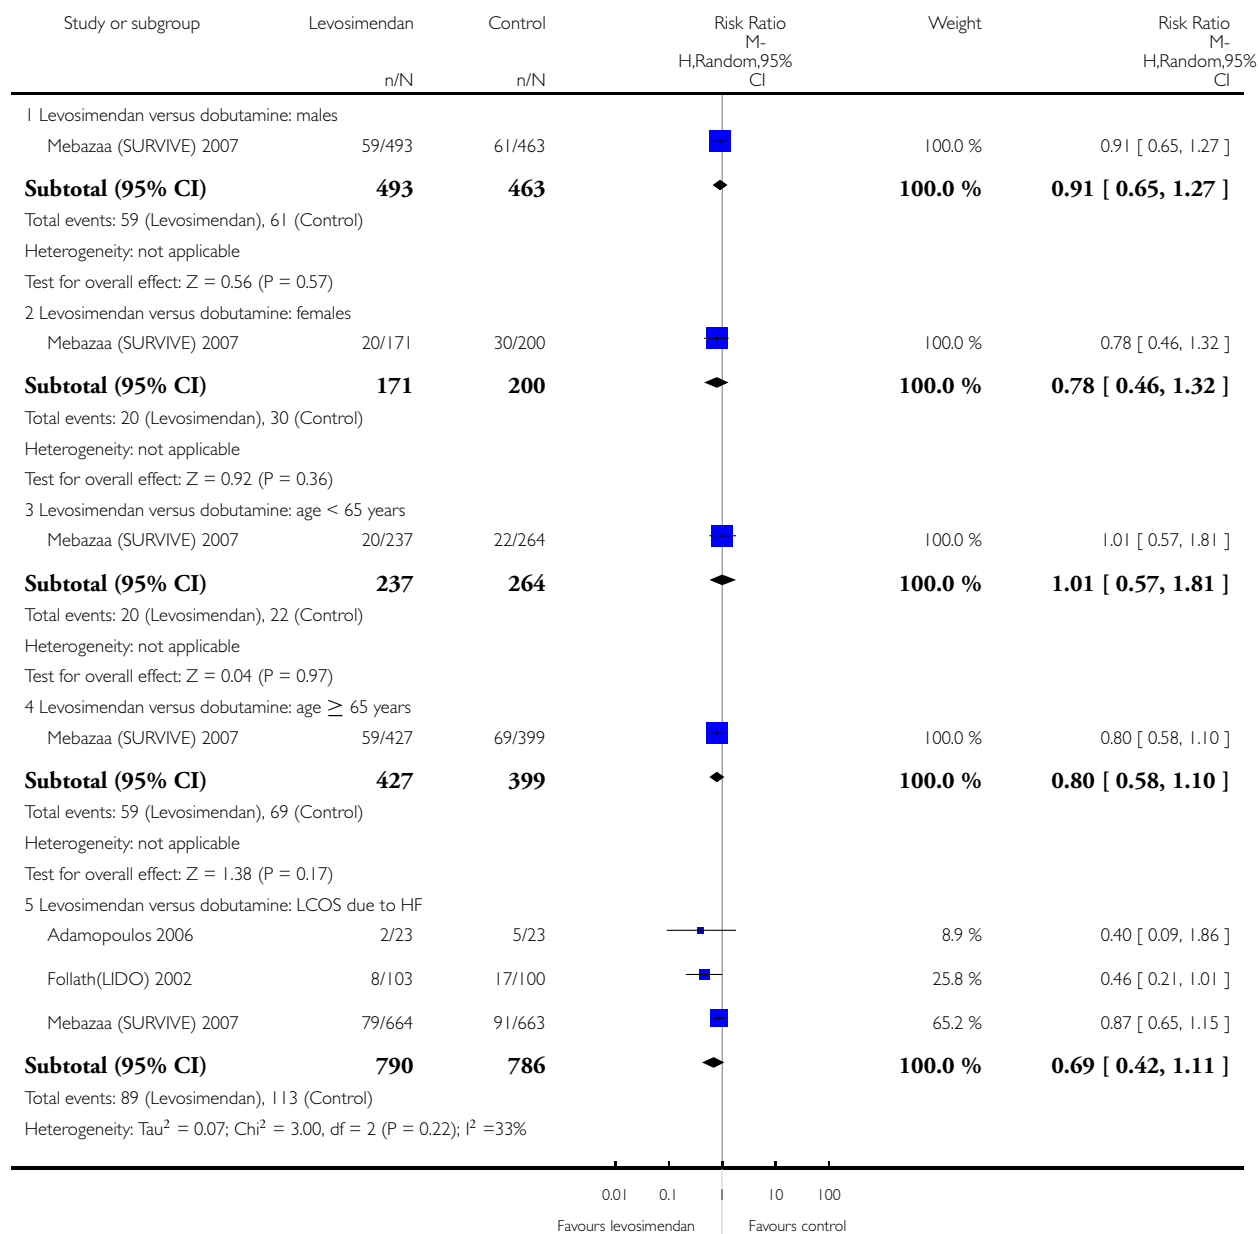 Study or subgroup Levosimendan Control Risk Ratio Weight Risk Ratio
M- M-
H,Random,95% H,Random,95%
n/N n/N CI CI
1 Levosimendan versus dobutamine: males
Mebazaa (SURVIVE) 2007 59/493 61/463 100.0 % 0.91 [ 0.65, 1.27 ]
Subtotal (95% CI) 493 463 100.0 % 0.91 [ 0.65, 1.27 ]
Total events: 59 (Levosimendan), 61 (Control)
Heterogeneity: not applicable
Test for overall effect: Z = 0.56 (P = 0.57)
2 Levosimendan versus dobutamine: females
Mebazaa (SURVIVE) 2007 20/171 30/200 100.0 % 0.78 [ 0.46, 1.32 ]
Subtotal (95% CI) 171 200 100.0 % 0.78 [ 0.46, 1.32 ]
Total events: 20 (Levosimendan), 30 (Control)
Heterogeneity: not applicable
Test for overall effect: Z = 0.92 (P = 0.36)
3 Levosimendan versus dobutamine: age < 65 years
Mebazaa (SURVIVE) 2007 20/237 22/264 100.0 % 1.01 [ 0.57, 1.81 ]
Subtotal (95% CI) 237 264 100.0 % 1.01 [ 0.57, 1.81 ]
Total events: 20 (Levosimendan), 22 (Control)
Heterogeneity: not applicable
Test for overall effect: Z = 0.04 (P = 0.97)
4 Levosimendan versus dobutamine: age ≥ 65 years
Mebazaa (SURVIVE) 2007 59/427 69/399 100.0 % 0.80 [ 0.58, 1.10 ]
Subtotal (95% CI) 427 399 100.0 % 0.80 [ 0.58, 1.10 ]
Total events: 59 (Levosimendan), 69 (Control)
Heterogeneity: not applicable
Test for overall effect: Z = 1.38 (P = 0.17)
5 Levosimendan versus dobutamine: LCOS due to HF
Adamopoulos 2006 2/23 5/23 8.9 % 0.40 [ 0.09, 1.86 ]
Follath(LIDO) 2002 8/103 17/100 25.8 % 0.46 [ 0.21, 1.01 ]
Mebazaa (SURVIVE) 2007 79/664 91/663 65.2 % 0.87 [ 0.65, 1.15 ]
Subtotal (95% CI) 790 786 100.0 % 0.69 [ 0.42, 1.11 ]
Total events: 89 (Levosimendan), 113 (Control)
Heterogeneity: Tau² = 0.07; Chi² = 3.00, df = 2 (P = 0.22); I² =33%
0.01 0.1 1 10 100
Favours levosimendan Favours control